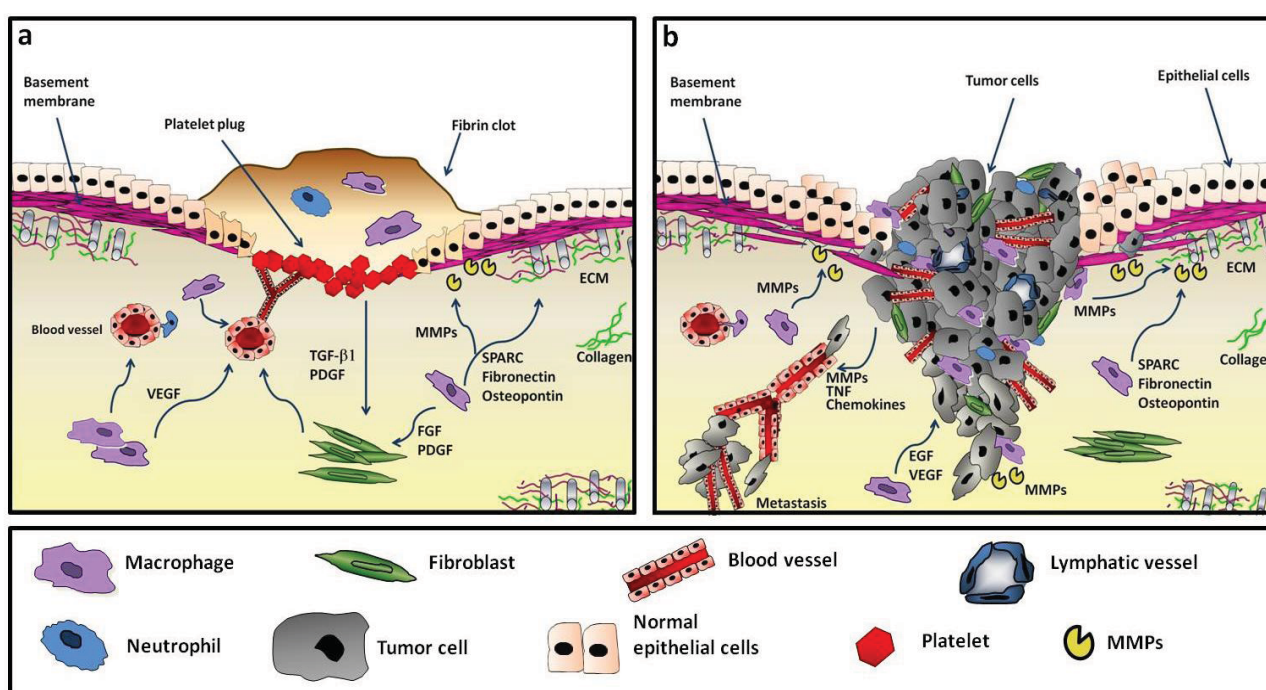 a
Basement
membrane
Platelet plug
Fibrin clot
ECM
MMPs
Blood vessel
Collagen
TGF-β1
PDGF
SPARC
Fibronectin
Osteopontin
VEGF
FGF
PDGF
b
Tumor cells
Epithelial cells
Basement
membrane
ECM
MMPs
MMPs
Collagen
SPARC
Fibronectin
Osteopontin
MMPs
TNF
Chemokines
EGF
VEGF
MMPs
Metastasis
Macrophage
Fibroblast
Blood vessel
Lymphatic vessel
Neutrophil
Tumor cell
Normal
epithelial cells
Platelet
MMPs